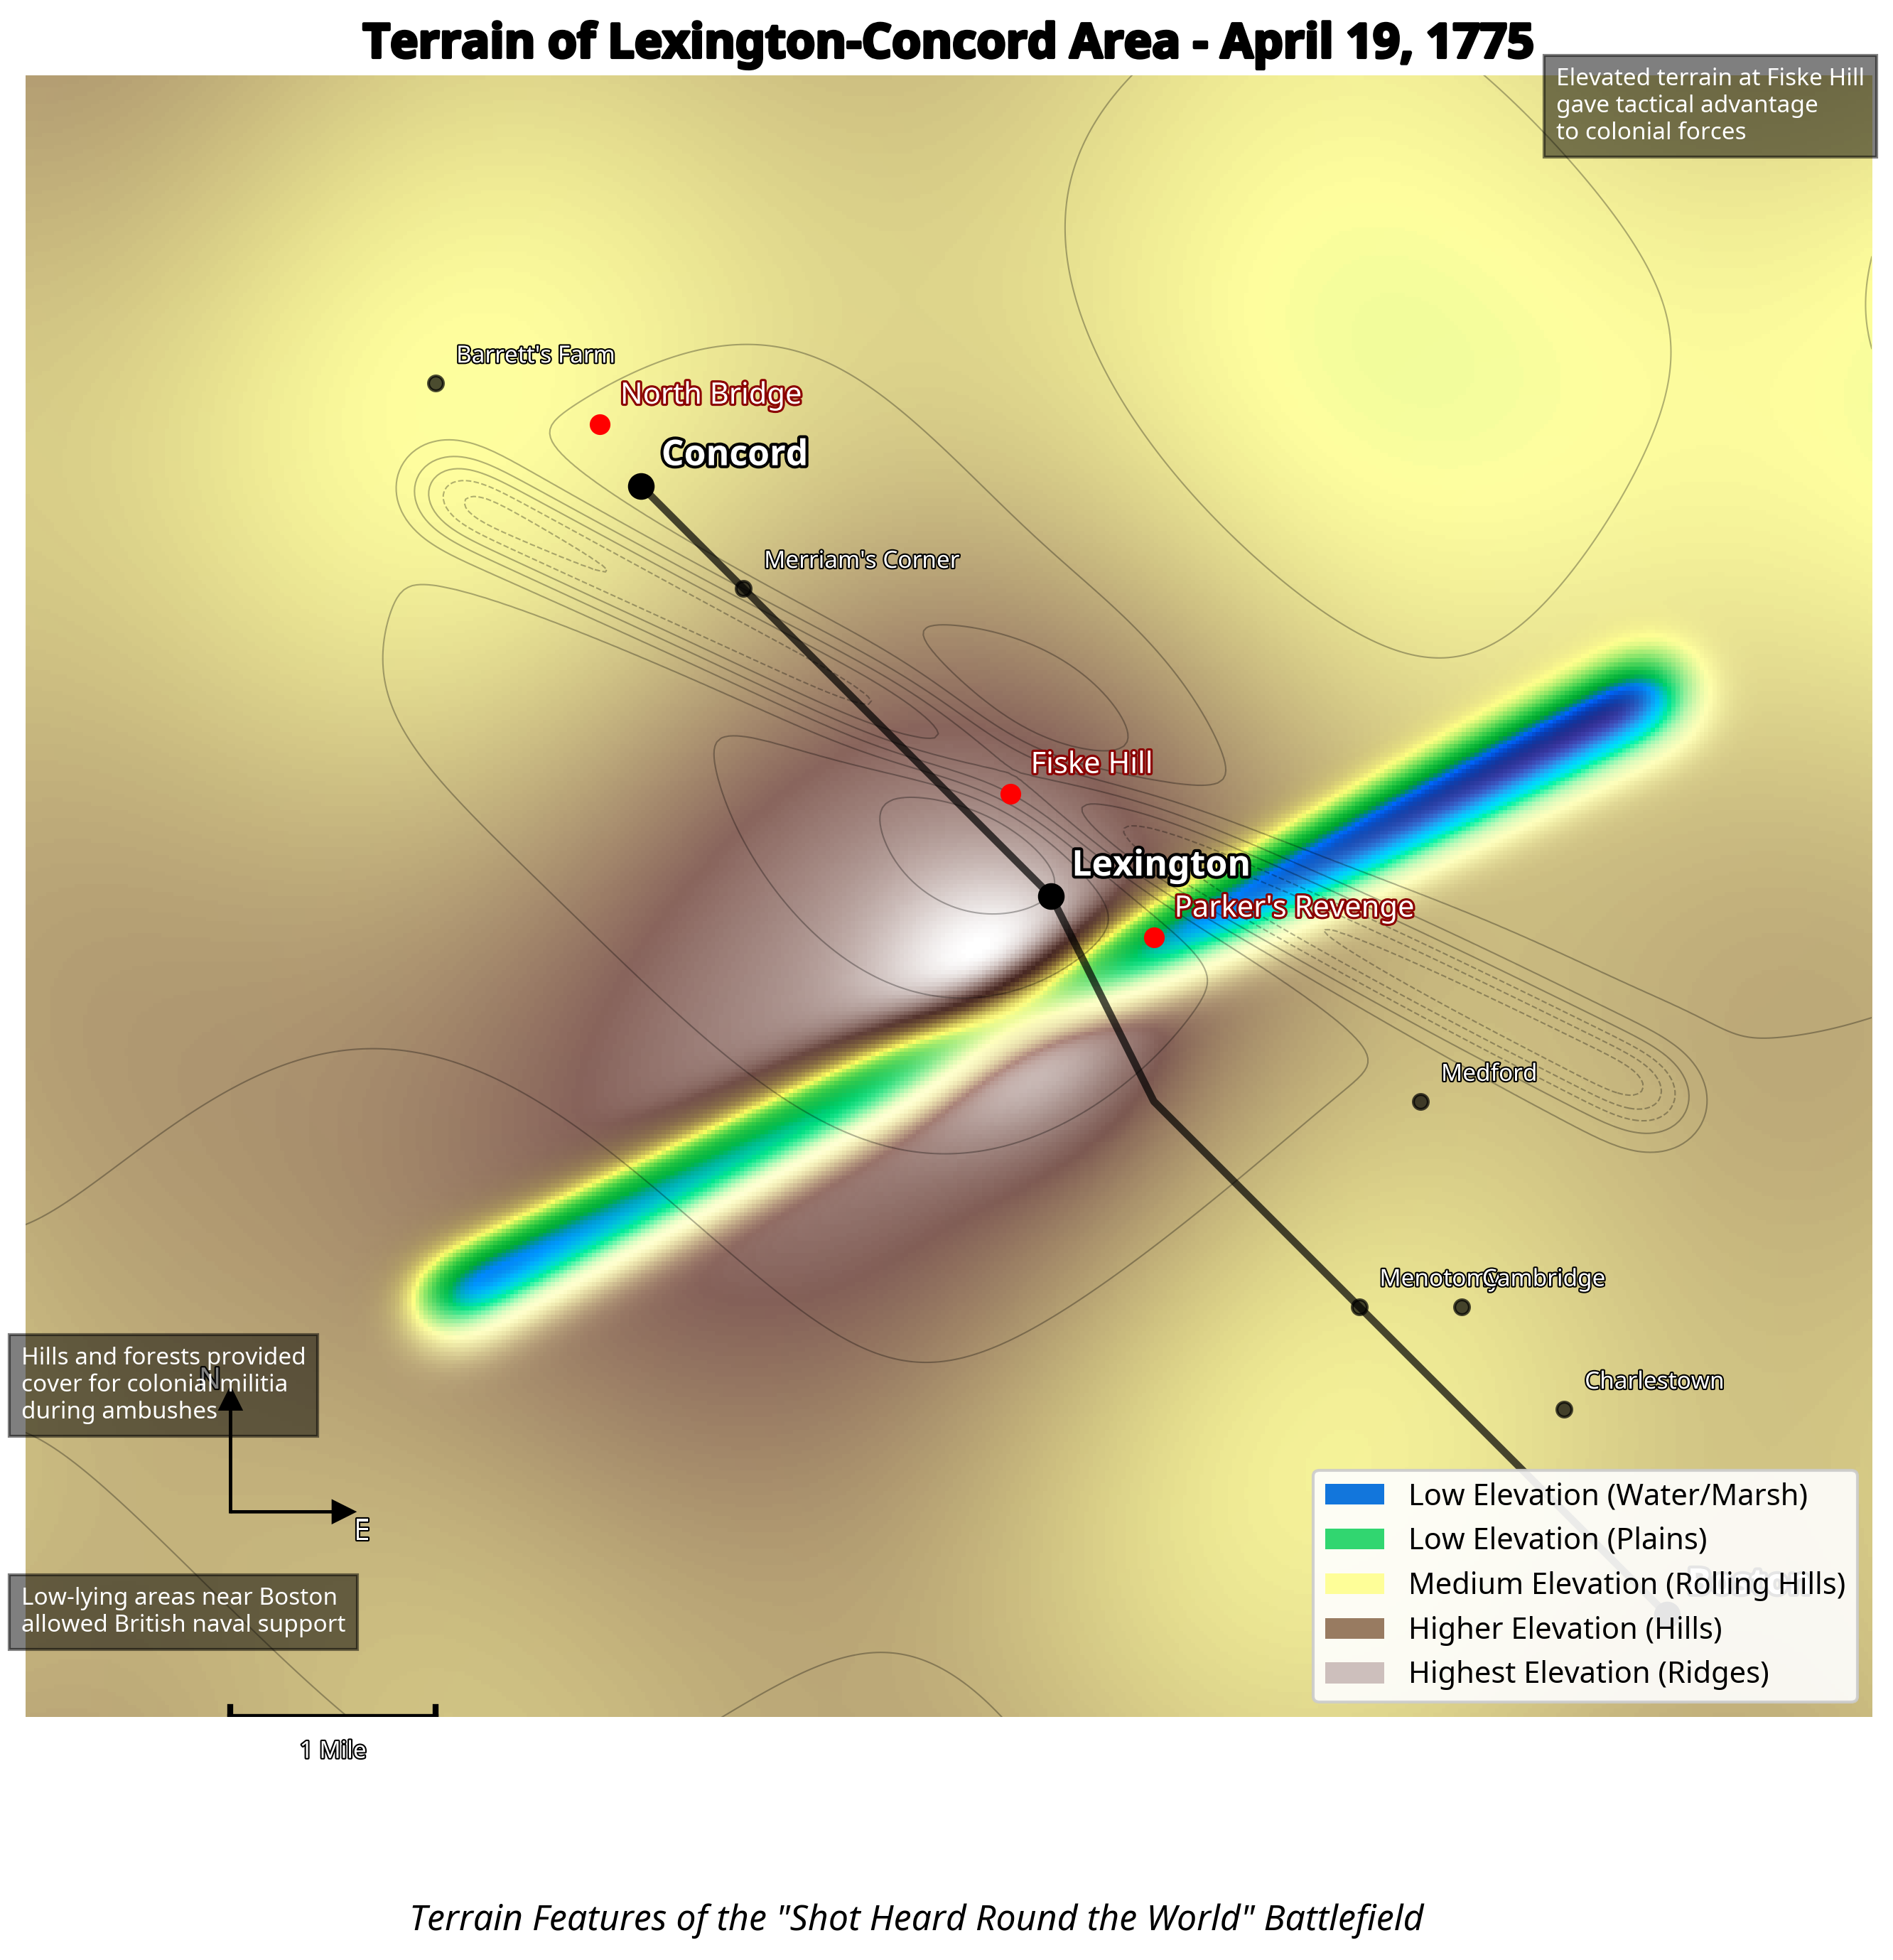 Terrain of Lexington-Concord Area - April 19, 1775
Elevated terrain at Fiske Hill
gave tactical advantage
to colonial forces
Barrett's Farm
North Bridge
Concord
Merriam's Corner
Fiske Hill
Lexington
Parker's Revenge
Medford
Menotomy
Cambridge
Charlestown
Hills and forests provided
cover for colonial militia
during ambushes
N
E
Low-lying areas near Boston
allowed British naval support
Low Elevation (Water/Marsh)
Low Elevation (Plains)
Medium Elevation (Rolling Hills)
Higher Elevation (Hills)
Highest Elevation (Ridges)
1 Mile
Terrain Features of the "Shot Heard Round the World" Battlefield